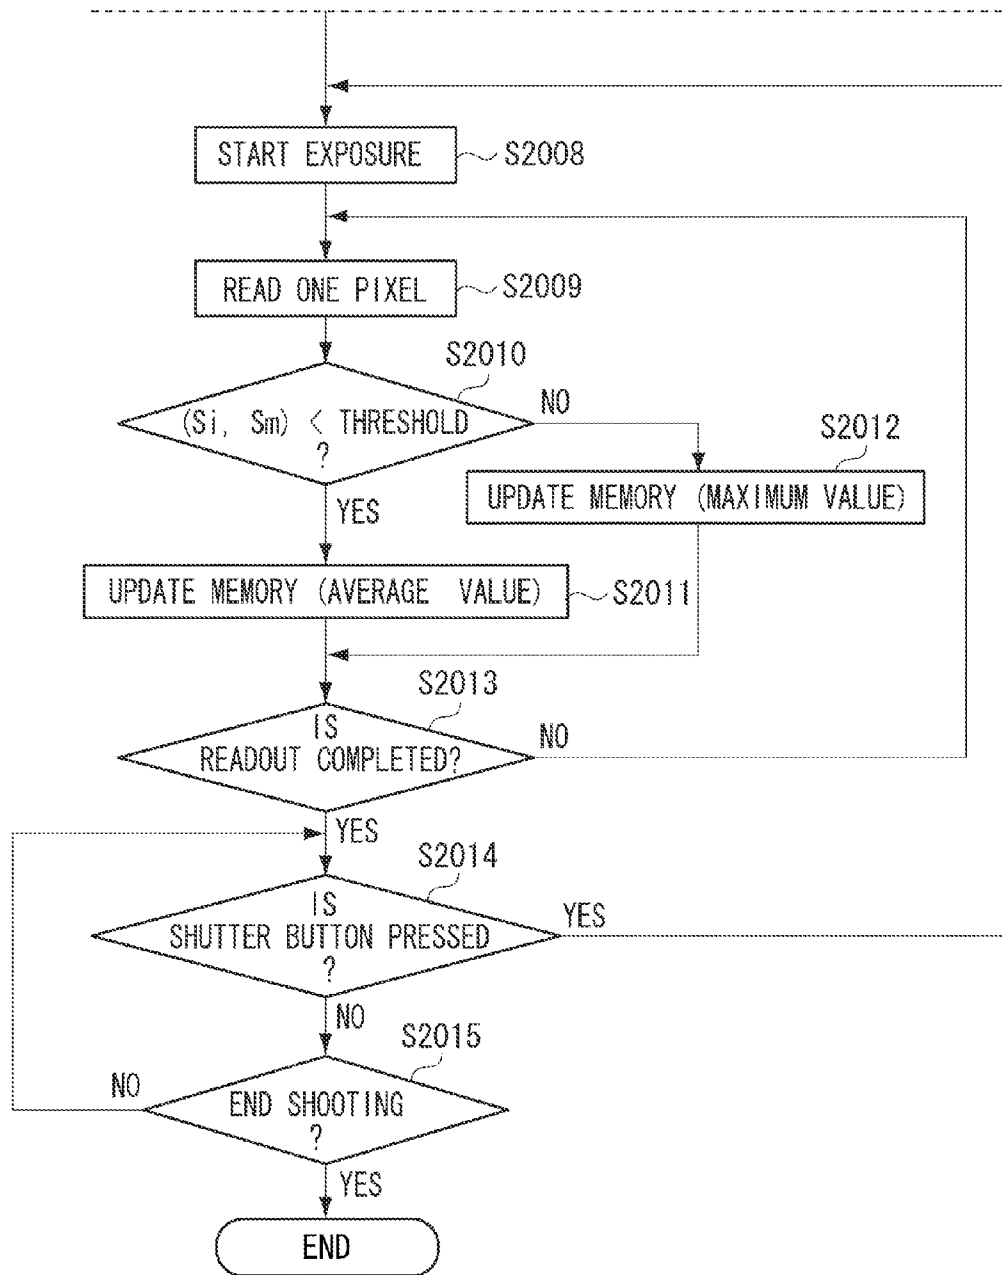 START EXPOSURE
S2008
READ ONE PIXEL
S2009
S2010
(Si, Sm) < THRESHOLD
?
NO
YES
S2012
UPDATE MEMORY (MAXIMUM VALUE)
UPDATE MEMORY (AVERAGE VALUE)
S2011
S2013
IS
READOUT COMPLETED?
NO
YES
S2014
IS
SHUTTER BUTTON PRESSED
?
YES
NO
S2015
END SHOOTING
?
NO
YES
END